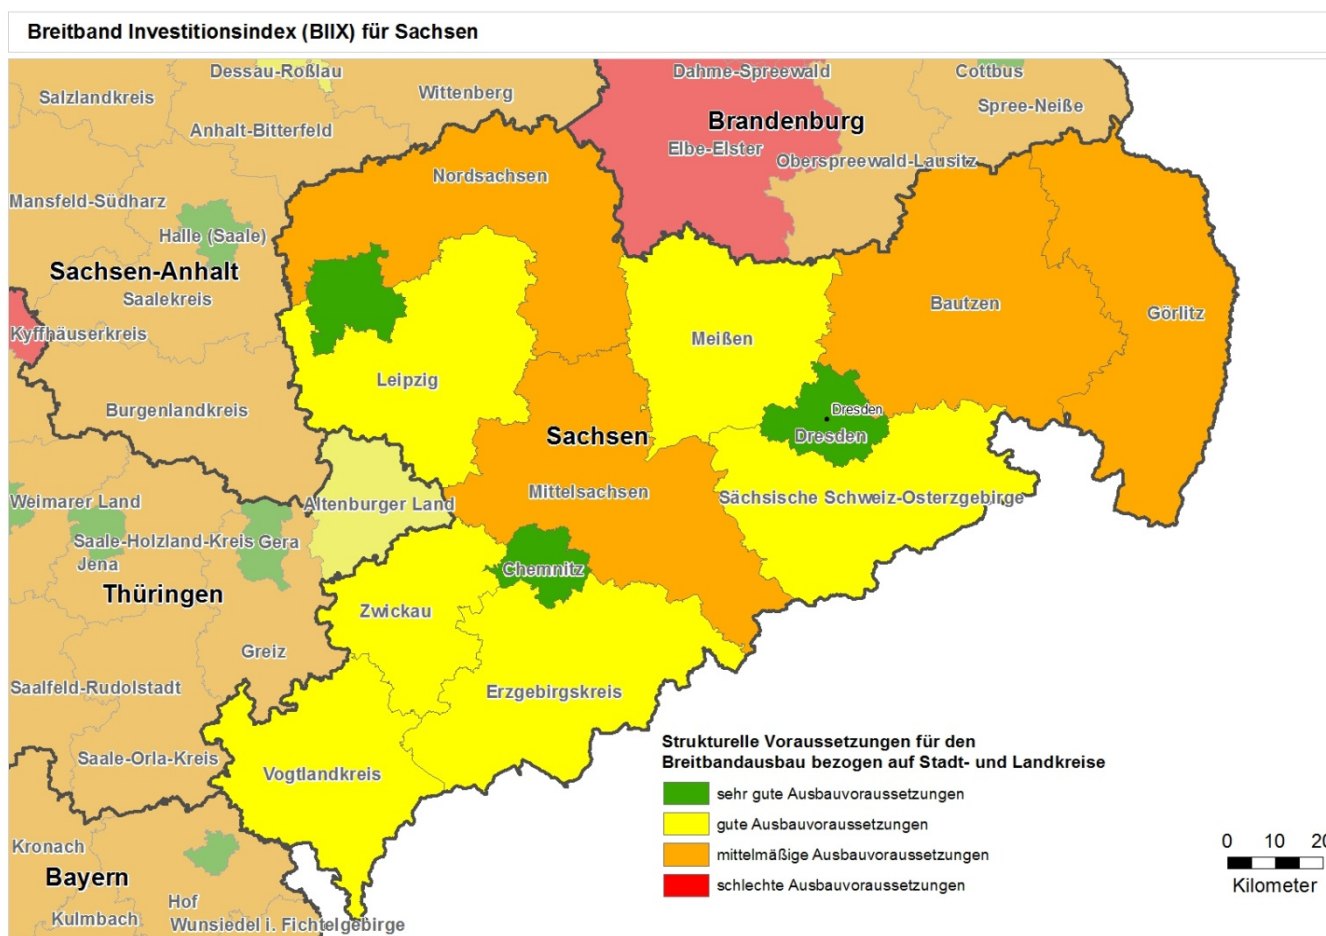 Breitband Investitionsindex (BIIX) für Sachsen
Dessau-Roßlau
Dahme-Spreewald
Cottbus
Salzlandkreis
Wittenberg
Spree-Neiße
Anhalt-Bitterfeld
Brandenburg
Elbe-Elster
Oberspreewald-Lausitz
Nordsachsen
Mansfeld-Südharz
Halle (Saale)
Sachsen-Anhalt
Saalekreis
Bautzen
Görlitz
Kyffhäuserkreis
Meißen
Leipzig
Burgenlandkreis
Dresden
Sachsen
Dresden
Weimarer Land
Altenburger Land
Mittelsachsen
Sächsische Schweiz-Osterzgebirge
Saale-Holzland-Kreis
Gera
Jena
Chemnitz
Thüringen
Zwickau
Greiz
Saalfeld-Rudolstadt
Erzgebirgskreis
Saale-Orla-Kreis
Vogtlandkreis
Strukturelle Voraussetzungen für den
Breitbandausbau bezogen auf Stadt- und Landkreise
sehr gute Ausbauvoraussetzungen
gute Ausbauvoraussetzungen
mittelmäßige Ausbauvoraussetzungen
schlechte Ausbauvoraussetzungen
0 10 20
Kilometer
Kronach
Bayern
Hof
Kulmbach
Wunsiedel i. Fichtelgebirge